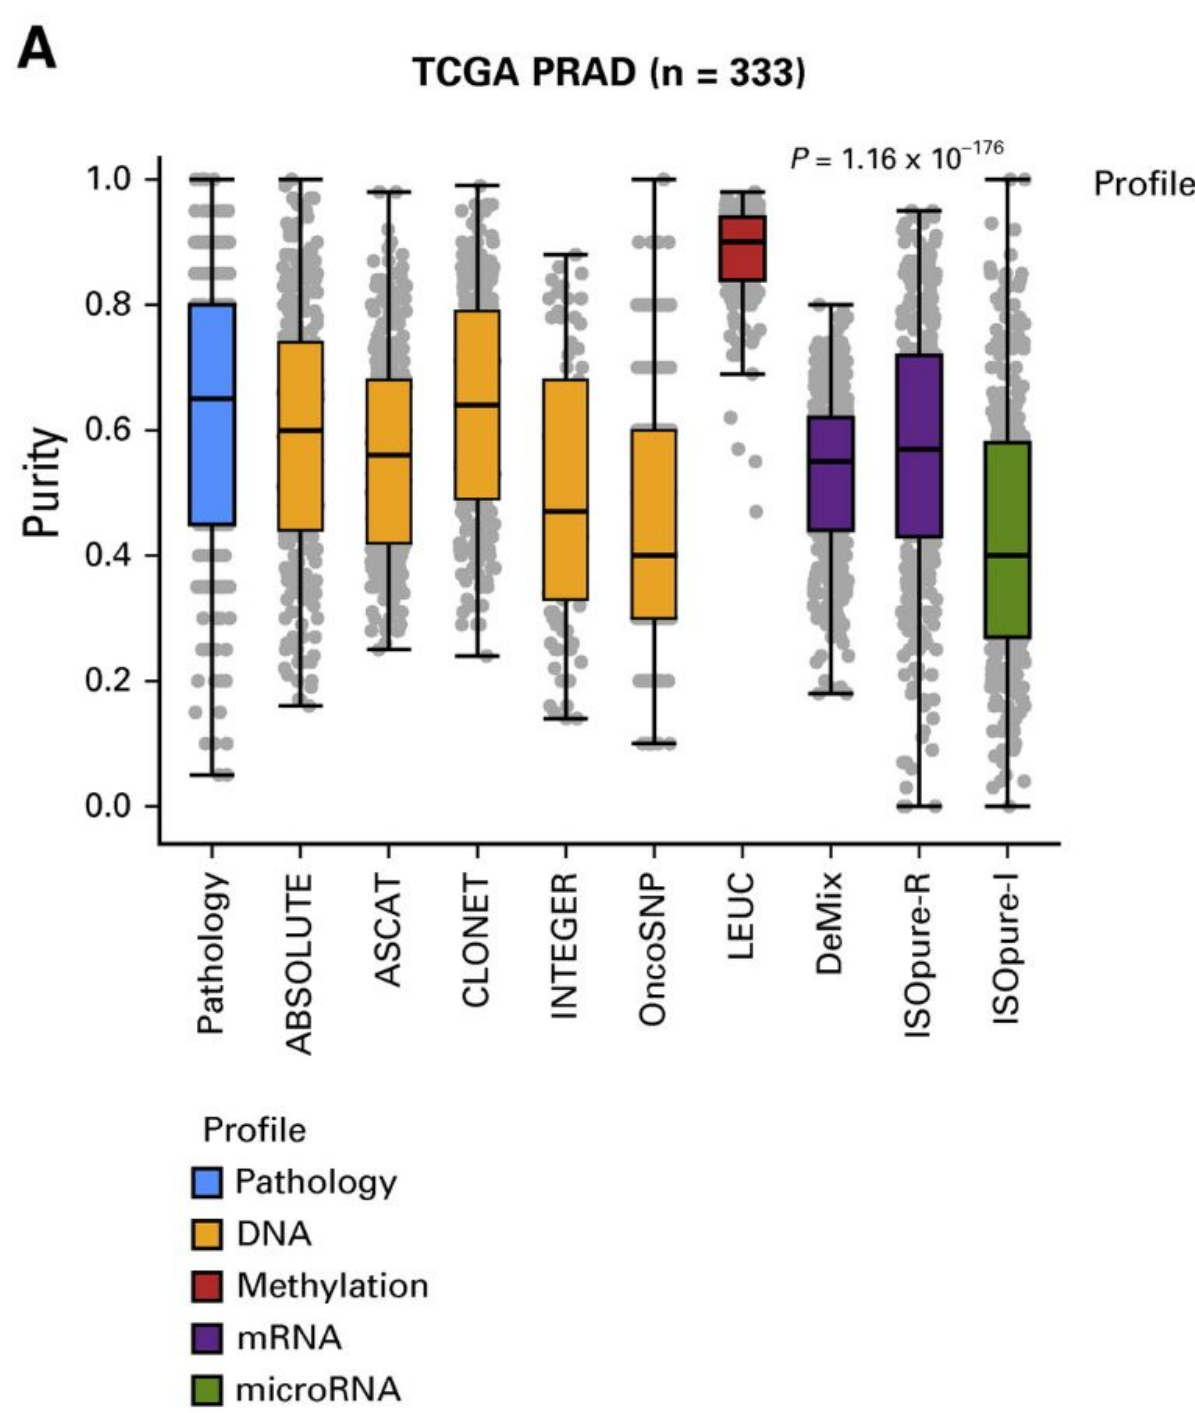 A
TCGA PRAD (n = 333)
P = 1.16 x 10⁻¹⁷⁶
Profile
1.0
0.8
0.6
0.4
0.2
0.0
Purity
Pathology
ABSOLUTE
ASCAT
CLONET
INTEGER
OncoSNP
LEUC
DeMix
ISOpure-R
ISOpure-I
Profile
Pathology
DNA
Methylation
mRNA
microRNA